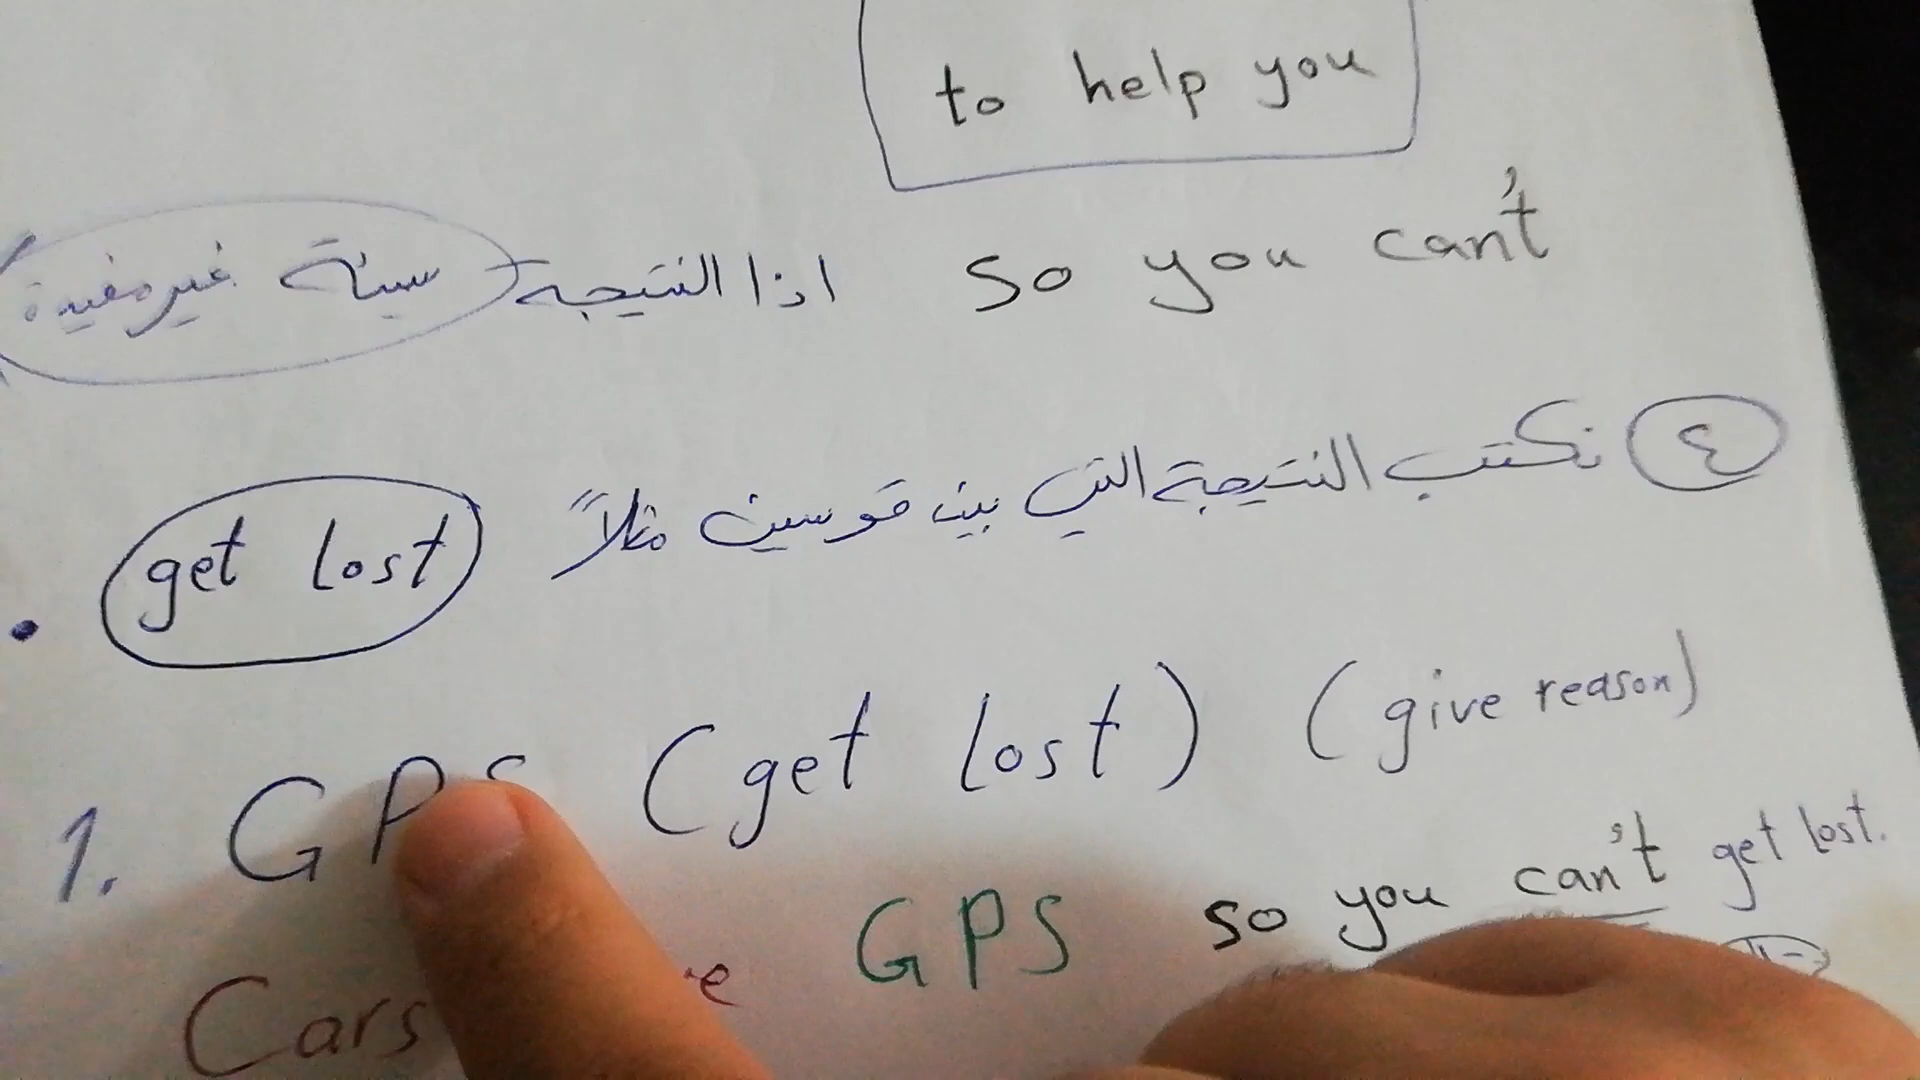 to help you
so you can't اذا النتيجة سيئة غير مفيدة
٤ نكتب النتيجة التي بين قوسين مثلاً get lost
1. GPS (get lost) (give reason)
Cars GPS so you can't get lost.